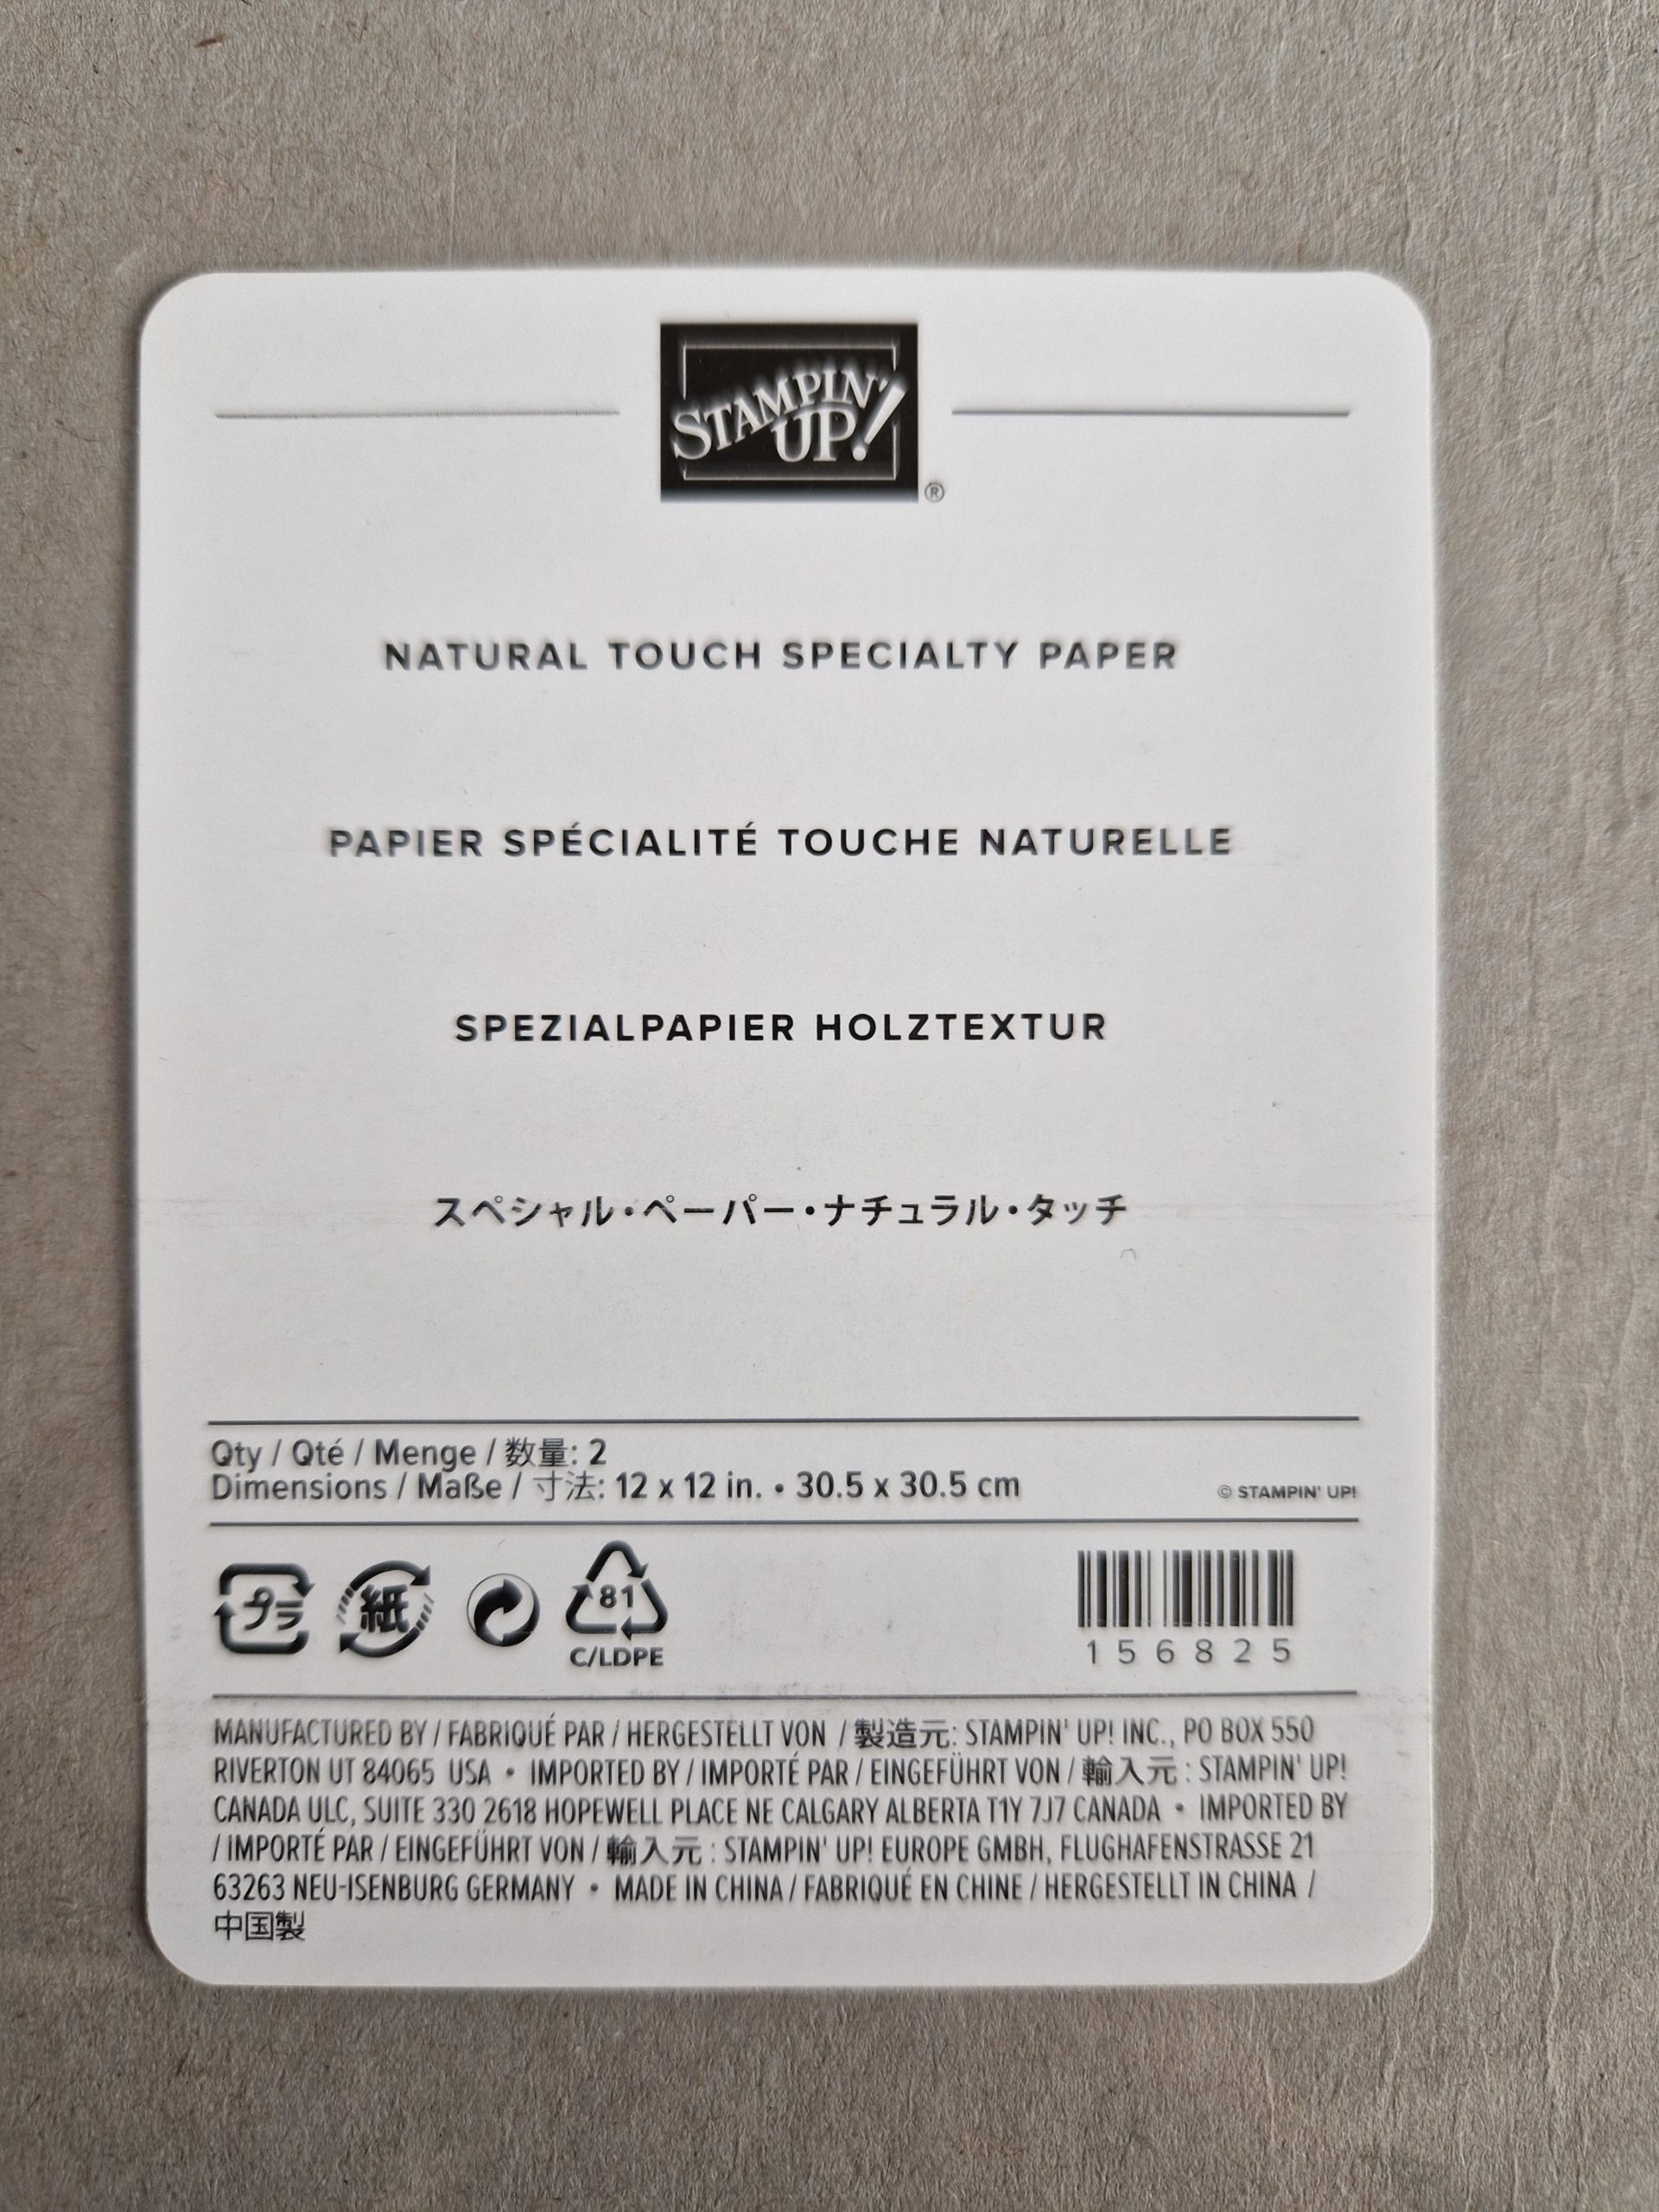 STAMPIN' UP! ®
NATURAL TOUCH SPECIALTY PAPER
PAPIER SPÉCIALITÉ TOUCHE NATURELLE
SPEZIALPAPIER HOLZTEXTUR
スペシャル・ペーパー・ナチュラル・タッチ
Qty / Qté / Menge / 数量: 2
Dimensions / Maße / 寸法: 12 x 12 in. • 30.5 x 30.5 cm
© STAMPIN' UP!
プラ 紙 81
C/LDPE
156825
MANUFACTURED BY / FABRIQUÉ PAR / HERGESTELLT VON / 製造元: STAMPIN' UP! INC., PO BOX 550
RIVERTON UT 84065 USA • IMPORTED BY / IMPORTÉ PAR / EINGEFÜHRT VON / 輸入元 : STAMPIN' UP!
CANADA ULC, SUITE 330 2618 HOPEWELL PLACE NE CALGARY ALBERTA T1Y 7J7 CANADA • IMPORTED BY
/ IMPORTÉ PAR / EINGEFÜHRT VON / 輸入元 : STAMPIN' UP! EUROPE GMBH, FLUGHAFENSTRASSE 21
63263 NEU-ISENBURG GERMANY • MADE IN CHINA / FABRIQUÉ EN CHINE / HERGESTELLT IN CHINA /
中国製